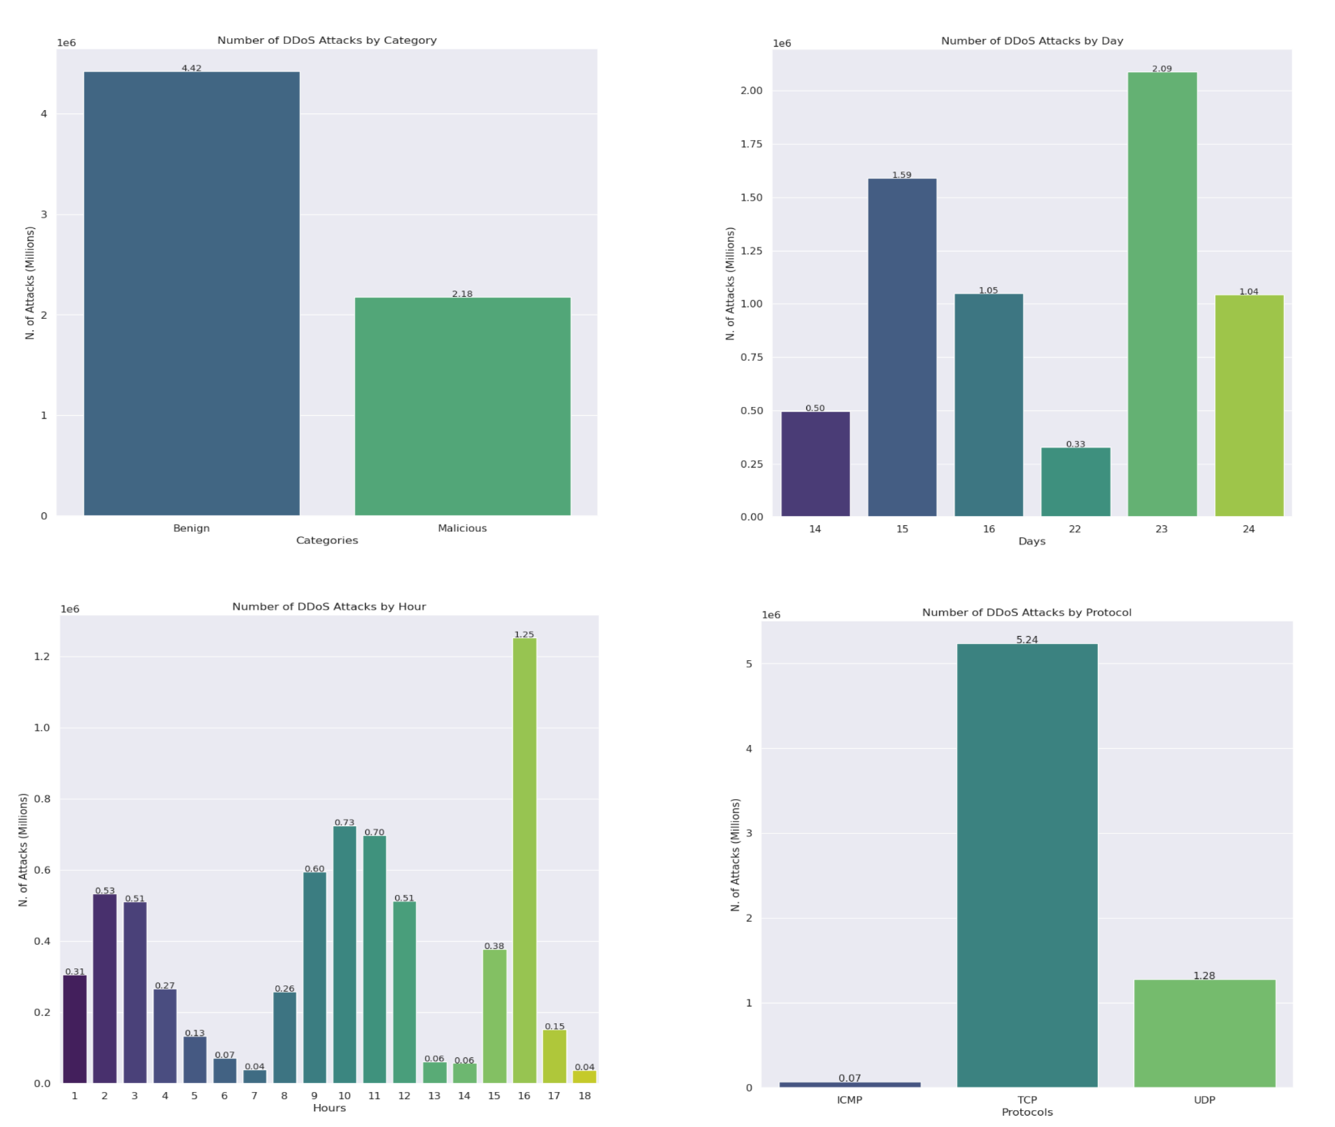 Number of DDoS Attacks by Category
1e6
4.42
2.18
4
3
2
1
0
N. of Attacks (Millions)
Benign Malicious
Categories
Number of DDoS Attacks by Day
1e6
2.09
1.59
1.05
1.04
0.50
0.33
2.00
1.75
1.50
1.25
1.00
0.75
0.50
0.25
0.00
N. of Attacks (Millions)
14 15 16 22 23 24
Days
Number of DDoS Attacks by Hour
1e6
0.31 0.53 0.51 0.27 0.13 0.07 0.04 0.26 0.60 0.73 0.70 0.51 0.06 0.06 0.38 1.25 0.15 0.04
1.2
1.0
0.8
0.6
0.4
0.2
0.0
N. of Attacks (Millions)
1 2 3 4 5 6 7 8 9 10 11 12 13 14 15 16 17 18
Hours
Number of DDoS Attacks by Protocol
1e6
5.24
1.28
0.07
5
4
3
2
1
0
N. of Attacks (Millions)
ICMP TCP UDP
Protocols